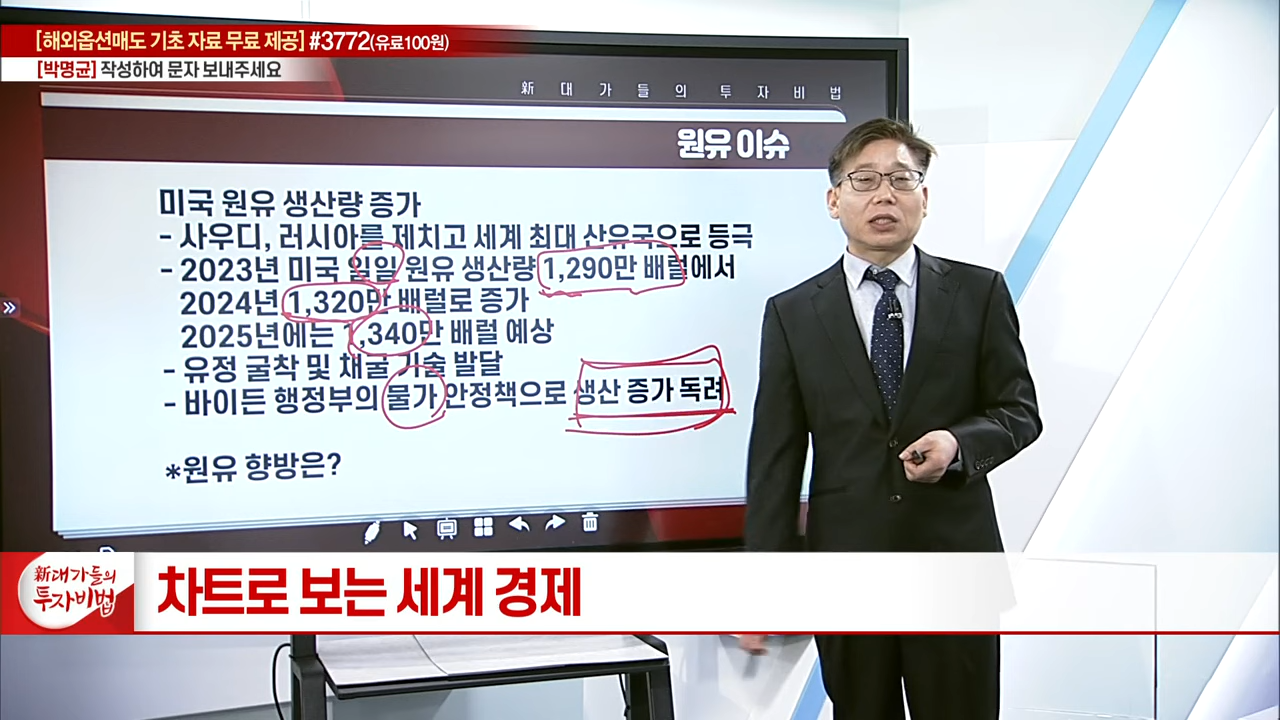 [해외옵션매도 기초 자료 무료 제공] #3772(유료100원)
[박명균] 작성하여 문자 보내주세요
新 대 가 들 의 투 자 비 법
원유 이슈
미국 원유 생산량 증가
- 사우디, 러시아를 제치고 세계 최대 산유국으로 등극
- 2023년 미국 일일 원유 생산량 1,290만 배럴에서
2024년 1,320만 배럴로 증가
2025년에는 1,340만 배럴 예상
- 유정 굴착 및 채굴 기술 발달
- 바이든 행정부의 물가 안정책으로 생산 증가 독려
*원유 향방은?
新대가들의
투자비법
차트로 보는 세계 경제